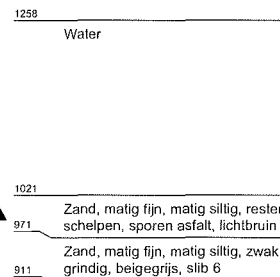 1258
Water
1021
Zand, matig fijn, matig siltig, resten
schelpen, sporen asfalt, lichtbruin
971
Zand, matig fijn, matig siltig, zwak
grindig, beigegrijs, slib 6
911